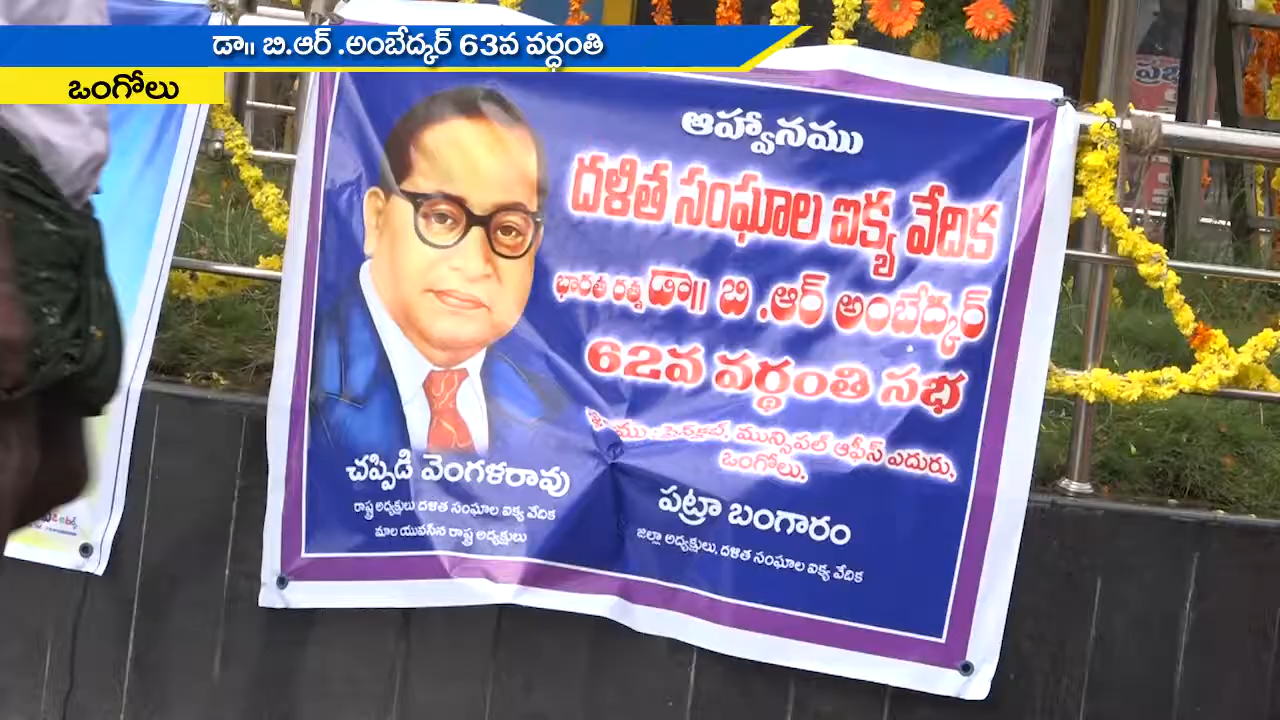 డా॥ బి.ఆర్ .అంబేద్కర్ 63వ వర్ధంతి
ఒంగోలు
ఆహ్వానము
దళిత సంఘాల ఐక్య వేదిక
భారత రత్న డా॥ బి .ఆర్ అంబేద్కర్
62వ వర్థంతి సభ
మున్సిపల్ ఆఫీస్ ఎదురు,
ఒంగోలు.
చప్పిడి వెంగళరావు
రాష్ట్ర అధ్యక్షులు దళిత సంఘాల ఐక్య వేదిక
మాల యువసేన రాష్ట్ర అధ్యక్షులు
పట్రా బంగారం
జిల్లా అధ్యక్షులు, దళిత సంఘాల ఐక్య వేదిక